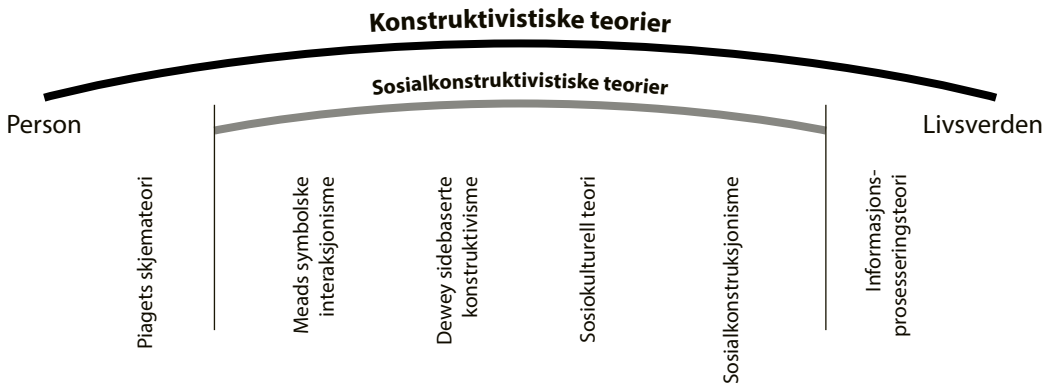 Konstruktivistiske teorier
Sosialkonstruktivistiske teorier
Person
Livsverden
Piagets skjemateori
Meads symbolske
interaksjonisme
Dewey sidebaserte
konstruktivisme
Sosiokulturell teori
Sosialkonstruksjonisme
Informasjons-
prosesseringsteori